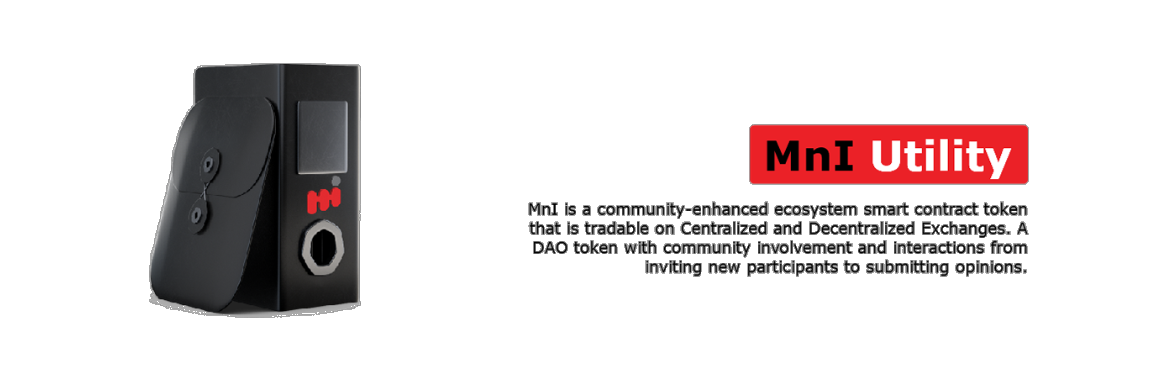 MnI Utility
MnI is a community-enhanced ecosystem smart contract token
that is tradable on Centralized and Decentralized Exchanges. A
DAO token with community involvement and interactions from
inviting new participants to submitting opinions.